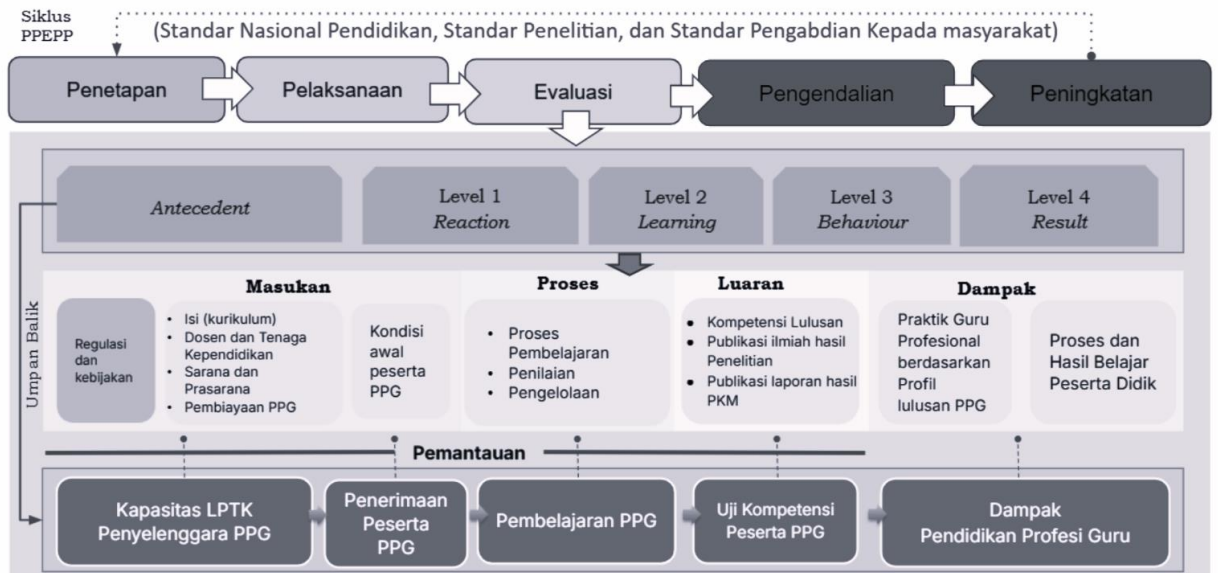 Siklus
PPEPP
(Standar Nasional Pendidikan, Standar Penelitian, dan Standar Pengabdian Kepada masyarakat)
Penetapan
Pelaksanaan
Evaluasi
Pengendalian
Peningkatan
Antecedent
Level 1
Reaction
Level 2
Learning
Level 3
Behaviour
Level 4
Result
Umpan Balik
Masukan
Regulasi
dan
kebijakan
• Isi (kurikulum)
• Dosen dan Tenaga
Kependidikan
• Sarana dan
Prasarana
• Pembiayaan PPG
Kondisi
awal
peserta
PPG
Proses
• Proses
Pembelajaran
• Penilaian
• Pengelolaan
Luaran
• Kompetensi Lulusan
• Publikasi ilmiah hasil
Penelitian
• Publikasi laporan hasil
PKM
Dampak
Praktik Guru
Profesional
berdasarkan
Profil
lulusan PPG
Proses dan
Hasil Belajar
Peserta Didik
Pemantauan
Kapasitas LPTK
Penyelenggara PPG
Penerimaan
Peserta
PPG
Pembelajaran PPG
Uji Kompetensi
Peserta PPG
Dampak
Pendidikan Profesi Guru